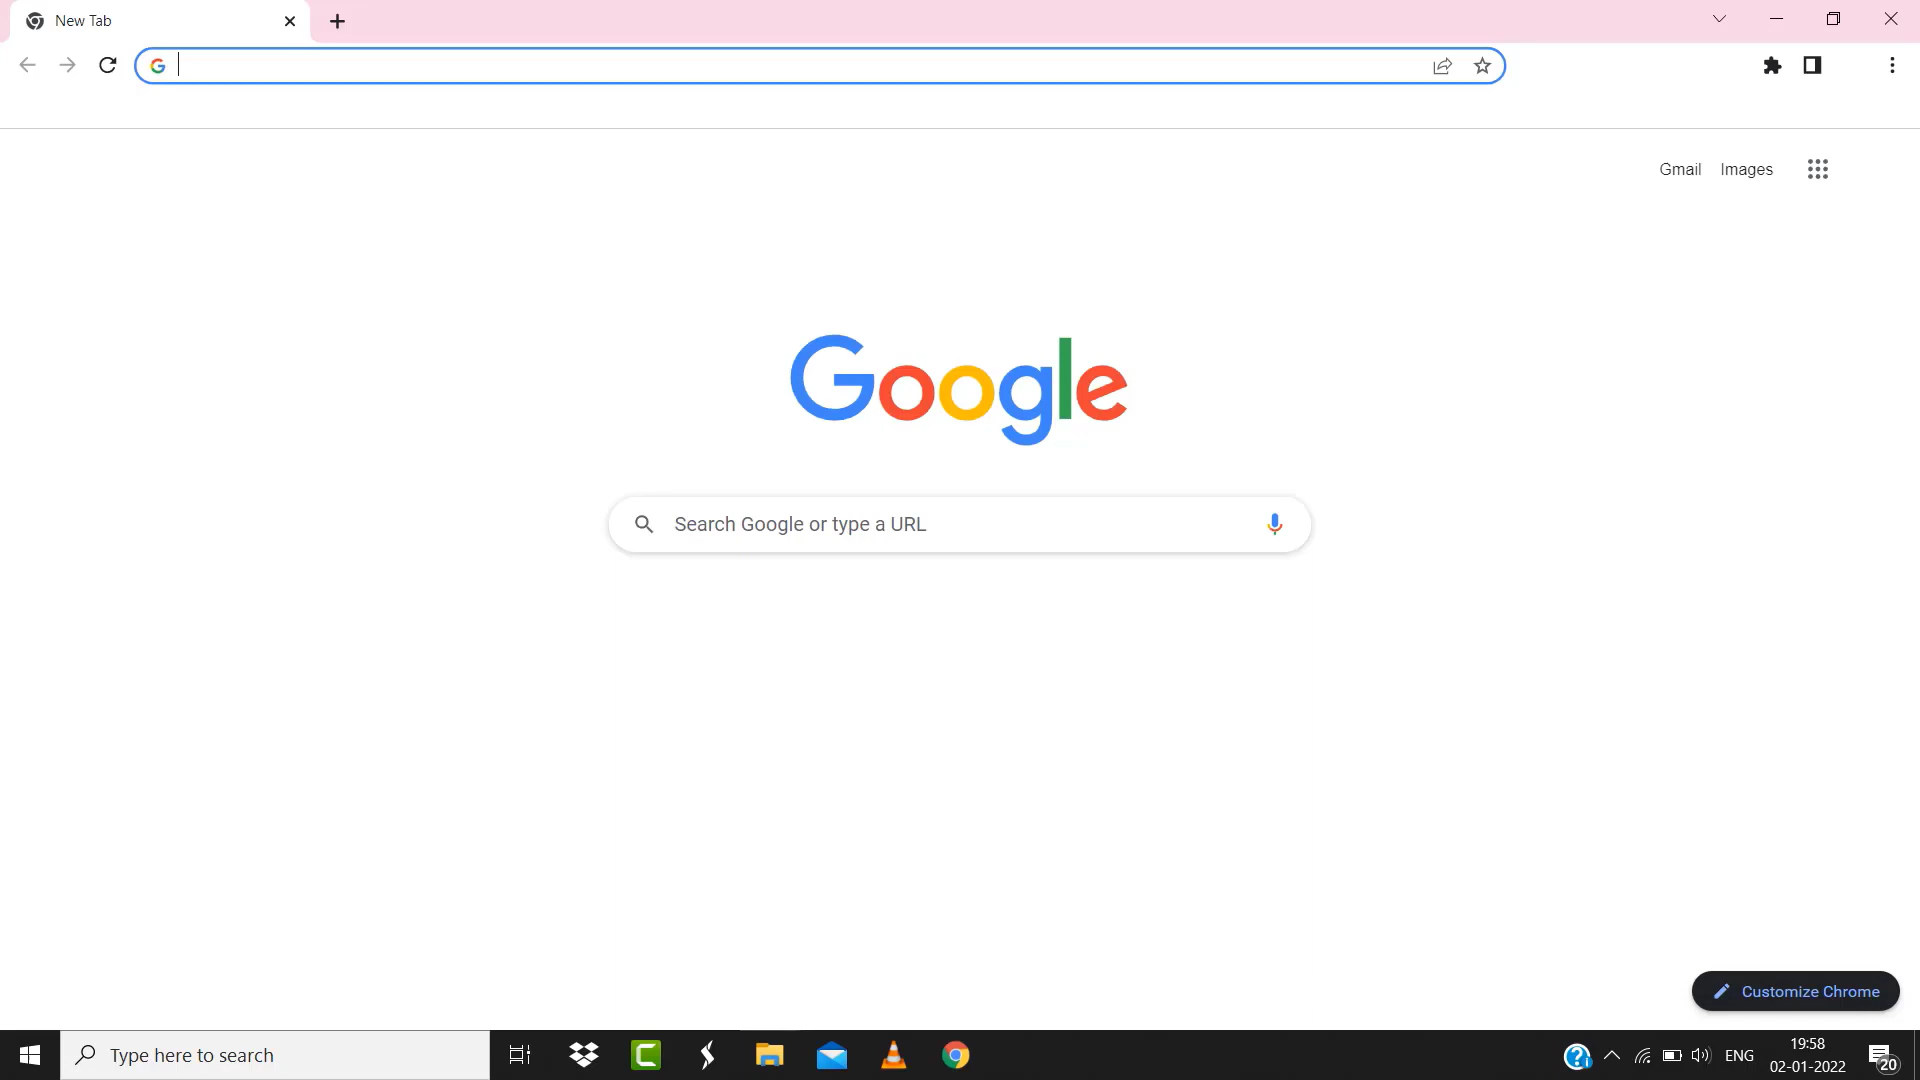 New Tab
Gmail Images
Google
Search Google or type a URL
Customize Chrome
Type here to search
ENG
19:58
02-01-2022
20